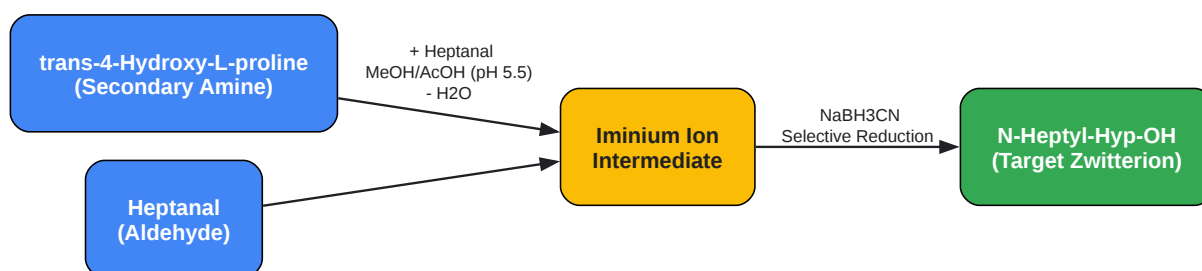 trans-4-Hydroxy-L-proline
(Secondary Amine)
+ Heptanal
MeOH/AcOH (pH 5.5)
- H2O
Heptanal
(Aldehyde)
Iminium Ion
Intermediate
NaBH3CN
Selective Reduction
N-Heptyl-Hyp-OH
(Target Zwitterion)